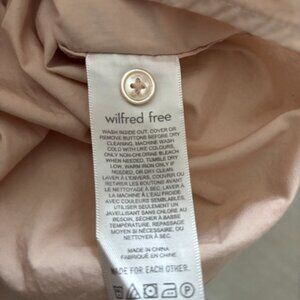 wilfred free
WASH INSIDE OUT. COVER OR
REMOVE BUTTONS BEFORE DRY
CLEANING. MACHINE WASH
COLD WITH LIKE COLOURS.
ONLY NON-CHLORINE BLEACH
WHEN NEEDED. TUMBLE DRY
LOW. WARM IRON ONLY IF
NEEDED, OR DRY CLEAN.
LAVER À L'ENVERS. COUVRIR OU
RETIRER LES BOUTONS AVANT
LE NETTOYAGE À SEC. LAVER
À LA MACHINE À L'EAU FROIDE
AVEC COULEURS SEMBLABLES.
UTILISER SEULEMENT UN
JAVELLISANT SANS CHLORE AU
BESOIN. SÉCHER À BASSE
TEMPÉRATURE. REPASSAGE
MOYEN SI NÉCESSAIRE, OU
NETTOYER À SEC.
MADE IN CHINA
FABRIQUÉ EN CHINE
MADE FOR EACH OTHER.